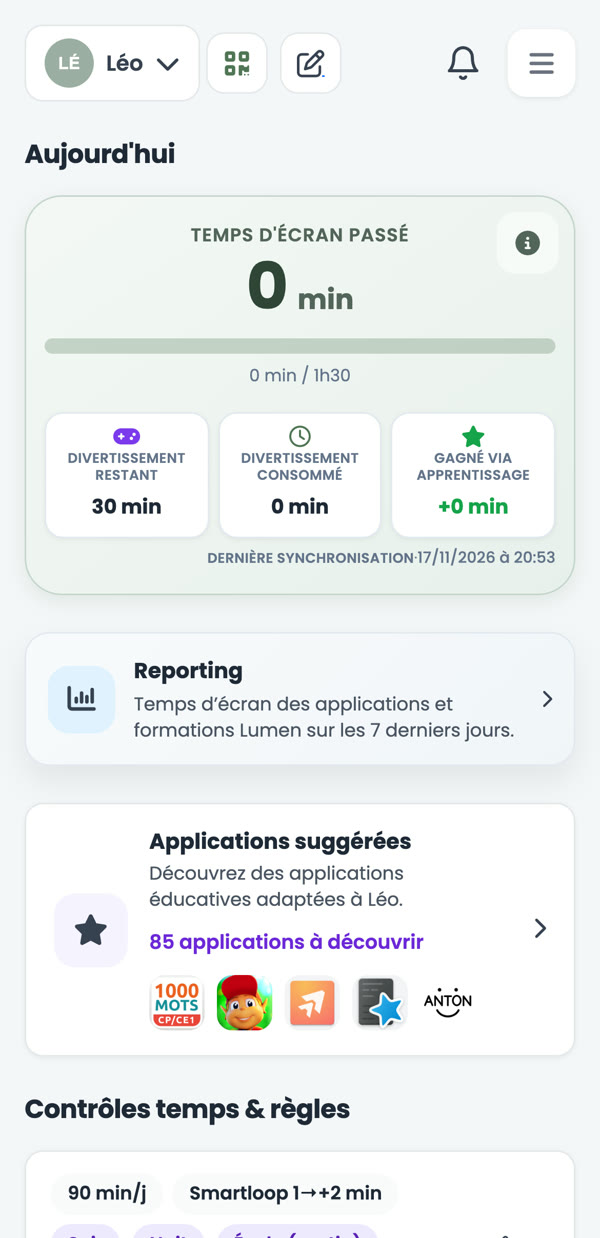 LÉ Léo
Aujourd'hui
TEMPS D'ÉCRAN PASSÉ
0 min
0 min / 1h30
DIVERTISSEMENT RESTANT
30 min
DIVERTISSEMENT CONSOMMÉ
0 min
GAGNÉ VIA APPRENTISSAGE
+0 min
DERNIÈRE SYNCHRONISATION·17/11/2026 à 20:53
Reporting
Temps d’écran des applications et
formations Lumen sur les 7 derniers jours.
Applications suggérées
Découvrez des applications
éducatives adaptées à Léo.
85 applications à découvrir
1000
MOTS
CP/CE1
ANTON
Contrôles temps & règles
90 min/j
Smartloop 1→+2 min